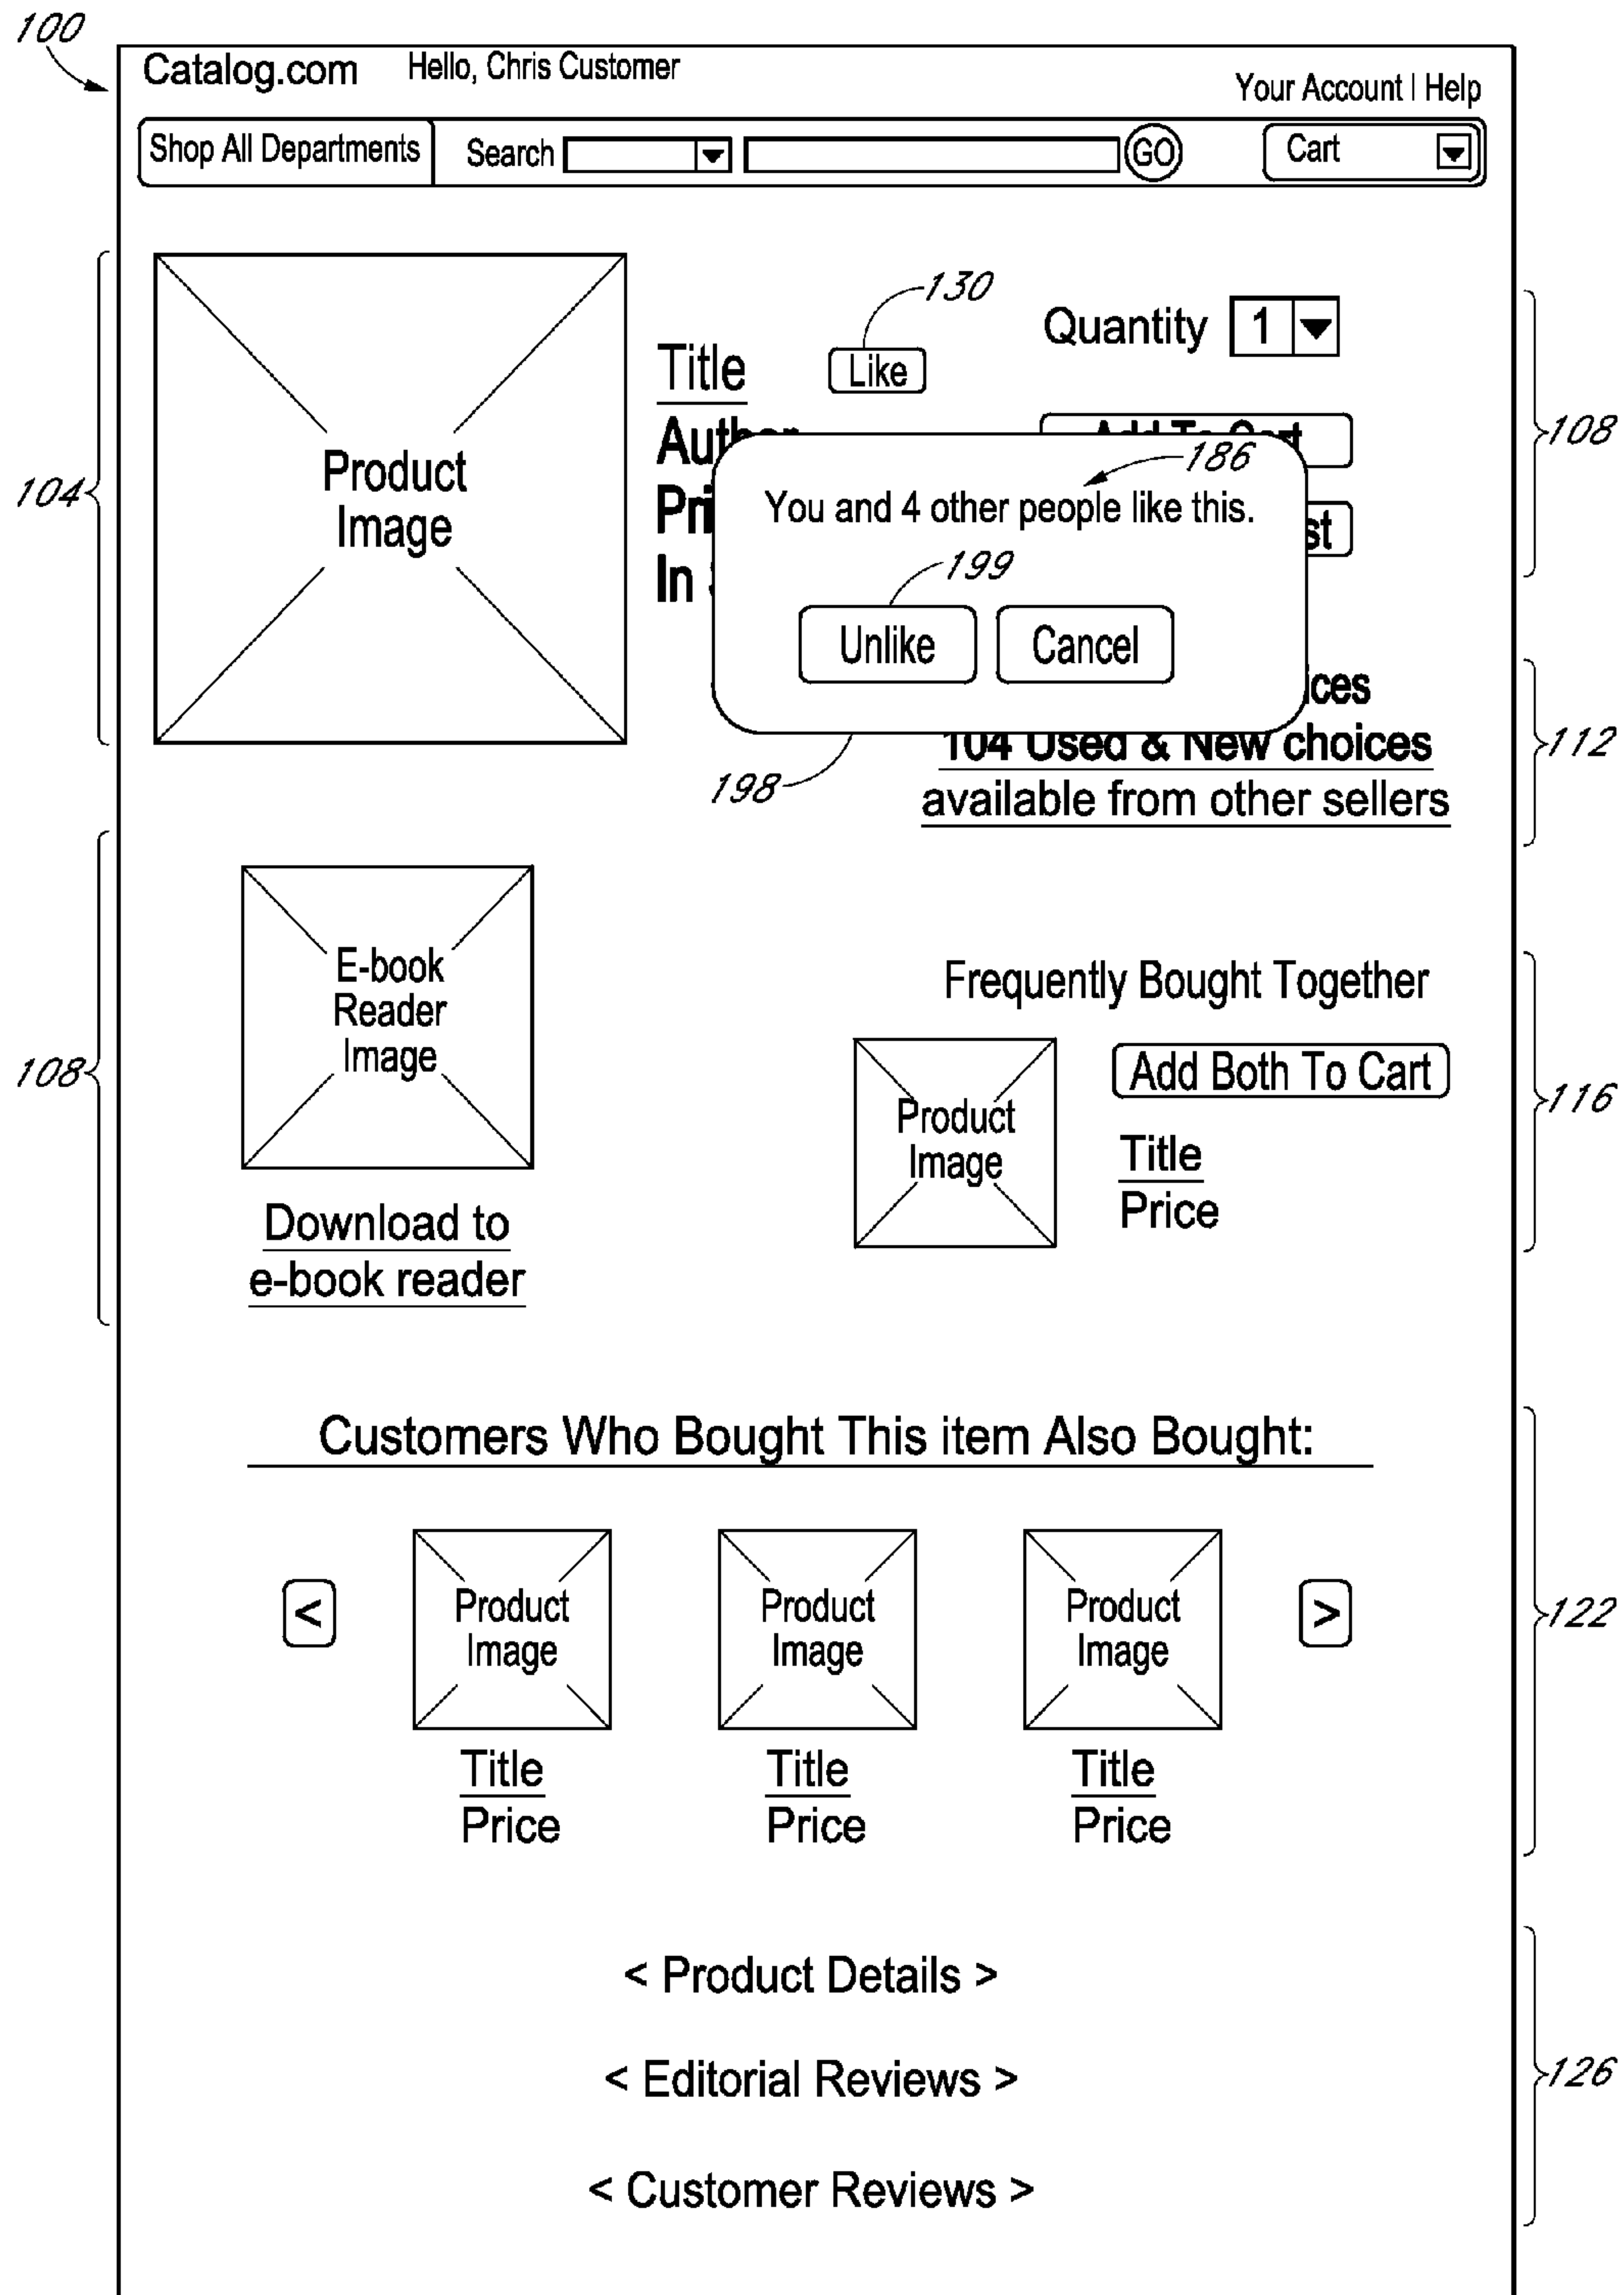 100
Catalog.com Hello, Chris Customer
Your Account | Help
Shop All Departments Search GO Cart
104
Product
Image
Title
130
Like
Quantity 1
108
186
You and 4 other people like this.
199
Unlike Cancel
198
104 Used & New choices
available from other sellers
112
108
E-book
Reader
Image
Download to
e-book reader
Frequently Bought Together
Product
Image
Add Both To Cart
Title
Price
116
Customers Who Bought This item Also Bought:
< Product Image Product Image Product Image >
Title Title Title
Price Price Price
122
< Product Details >
< Editorial Reviews >
< Customer Reviews >
126